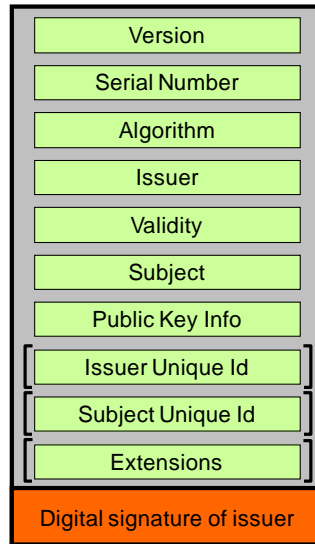 Version
Serial Number
Algorithm
Issuer
Validity
Subject
Public Key Info
Issuer Unique Id
Subject Unique Id
Extensions
Digital signature of issuer